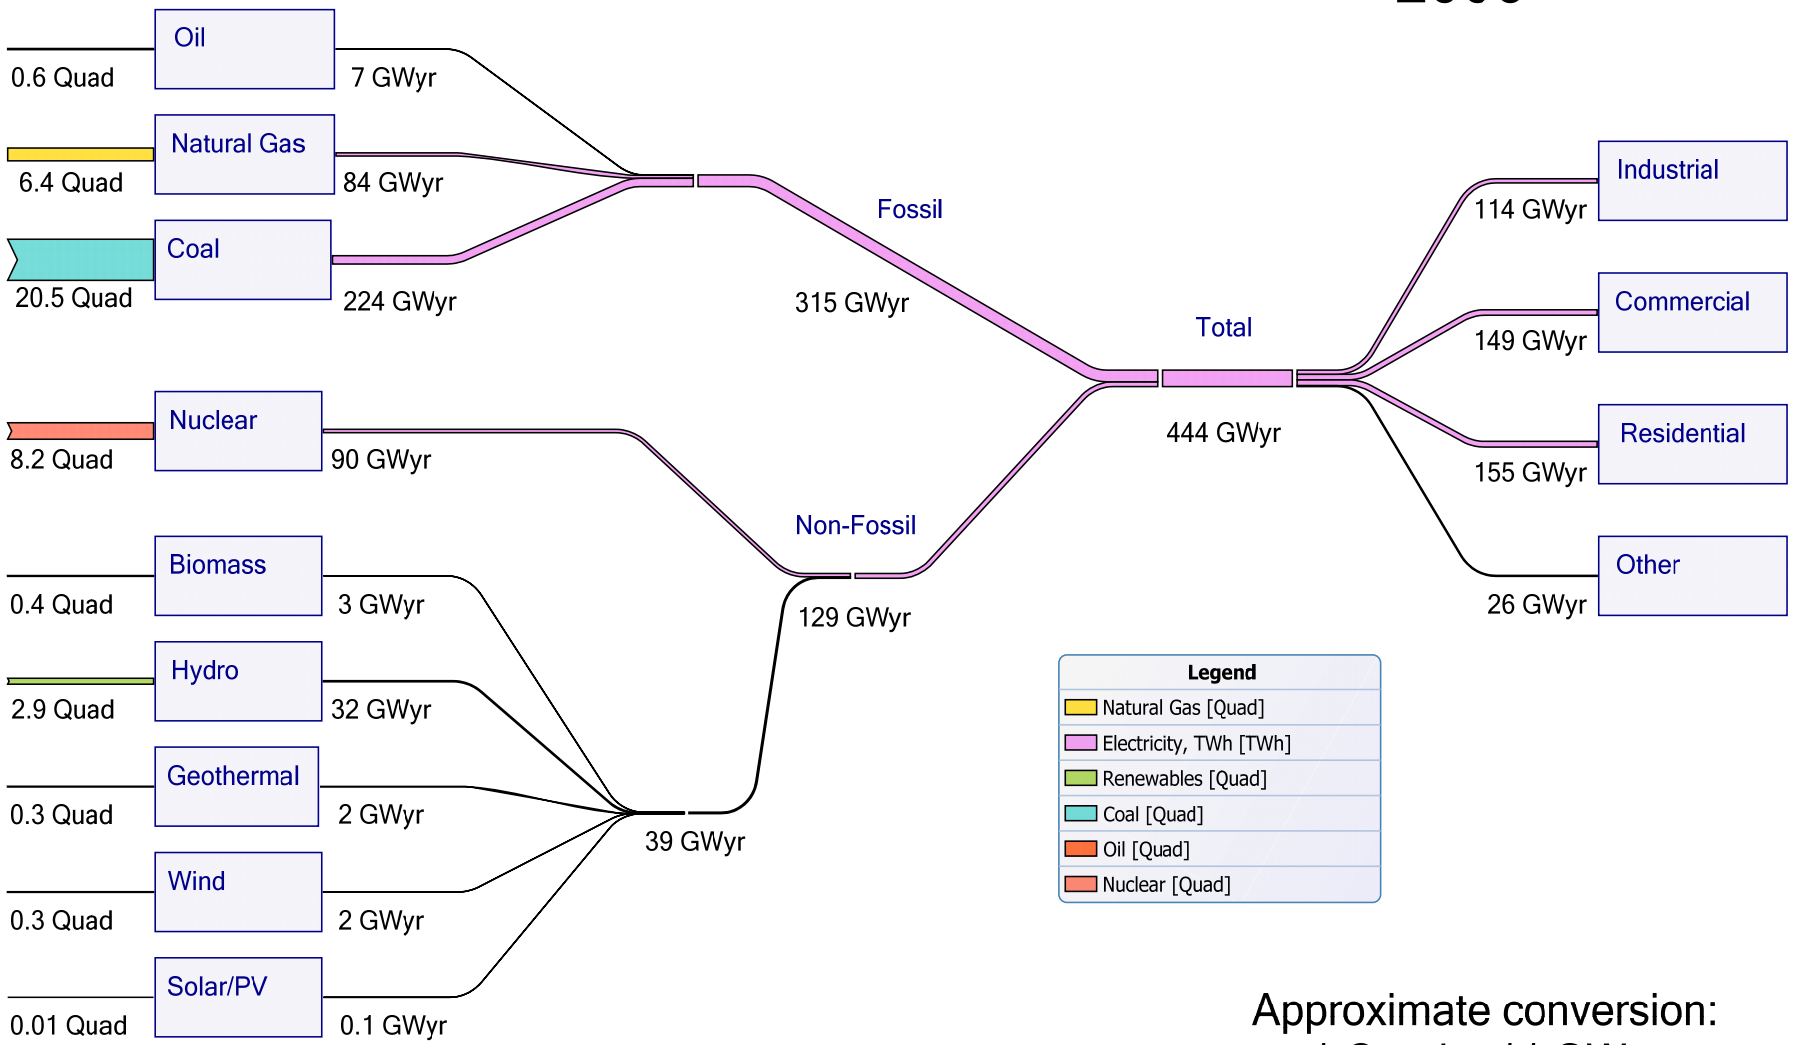 Oil
0.6 Quad
7 GWyr
Natural Gas
6.4 Quad
84 GWyr
Coal
20.5 Quad
224 GWyr
Fossil
315 GWyr
Nuclear
8.2 Quad
90 GWyr
Biomass
0.4 Quad
3 GWyr
Hydro
2.9 Quad
32 GWyr
Geothermal
0.3 Quad
2 GWyr
Wind
0.3 Quad
2 GWyr
Solar/PV
0.01 Quad
0.1 GWyr
39 GWyr
Non-Fossil
129 GWyr
Total
444 GWyr
Industrial
114 GWyr
Commercial
149 GWyr
Residential
155 GWyr
Other
26 GWyr
Legend
Natural Gas [Quad]
Electricity, TWh [TWh]
Renewables [Quad]
Coal [Quad]
Oil [Quad]
Nuclear [Quad]
Approximate conversion: